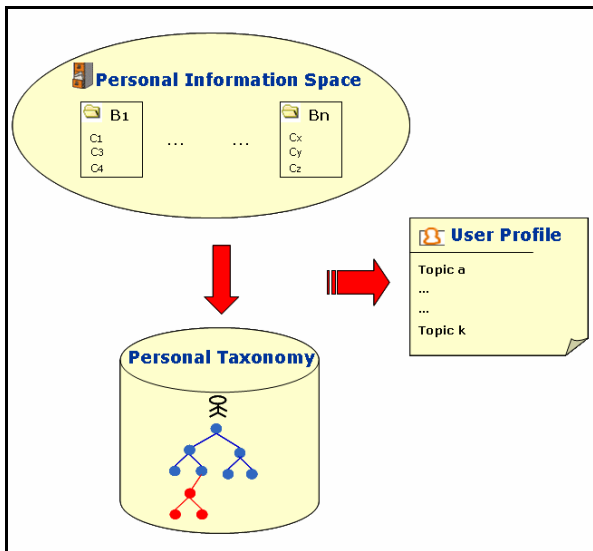 Personal Information Space
B1
C1
C3
C4
... ...
Bn
Cx
Cy
Cz
User Profile
Topic a
...
...
Topic k
Personal Taxonomy